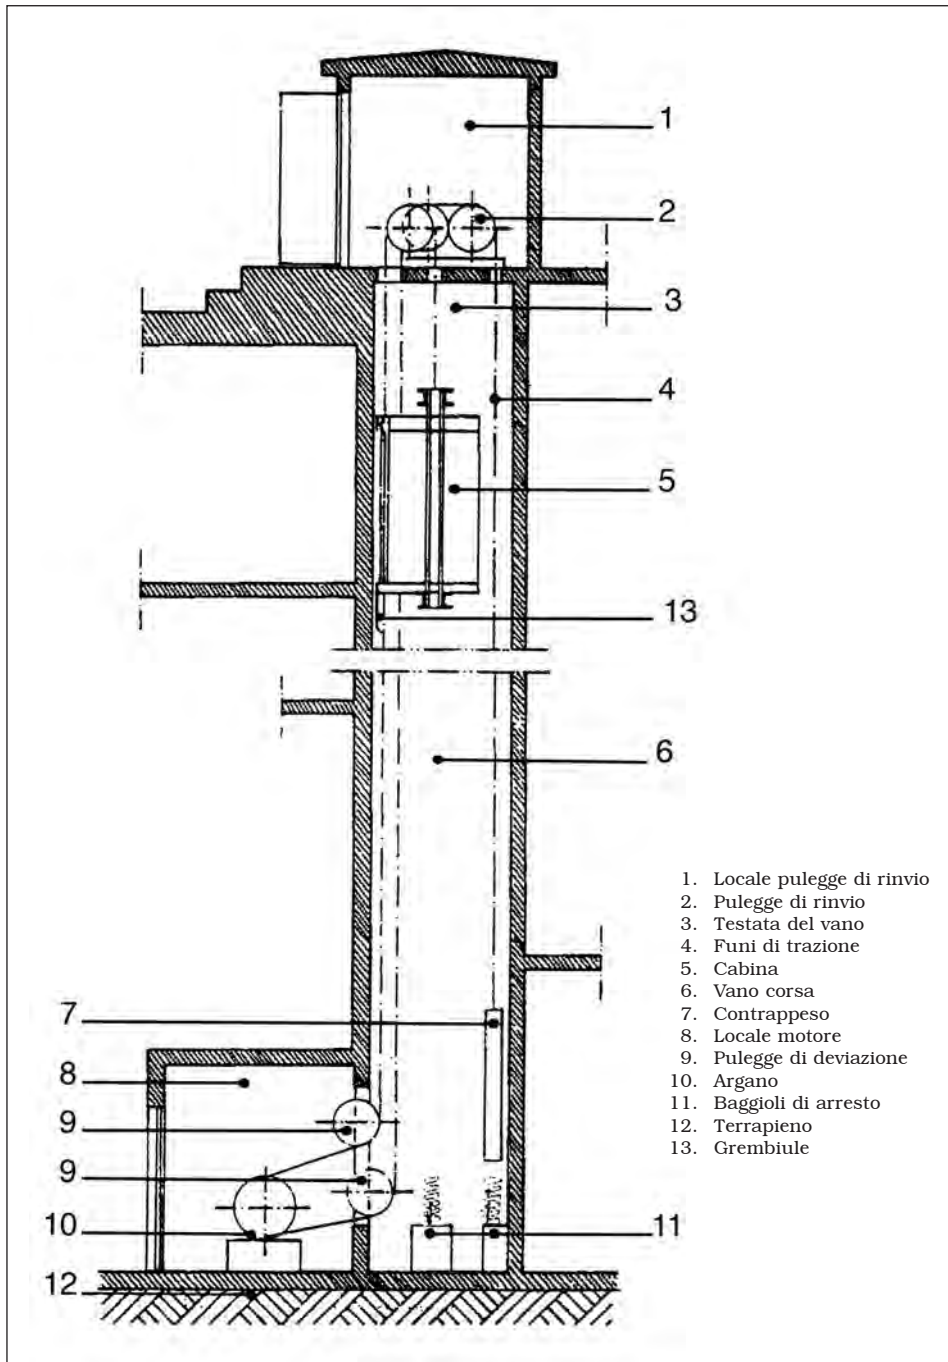 1
2
3
4
5
13
6
7
8
9
9
10
11
12
1. Locale pulegge di rinvio
2. Pulegge di rinvio
3. Testata del vano
4. Funi di trazione
5. Cabina
6. Vano corsa
7. Contrappeso
8. Locale motore
9. Pulegge di deviazione
10. Argano
11. Baggioli di arresto
12. Terrapieno
13. Grembiule